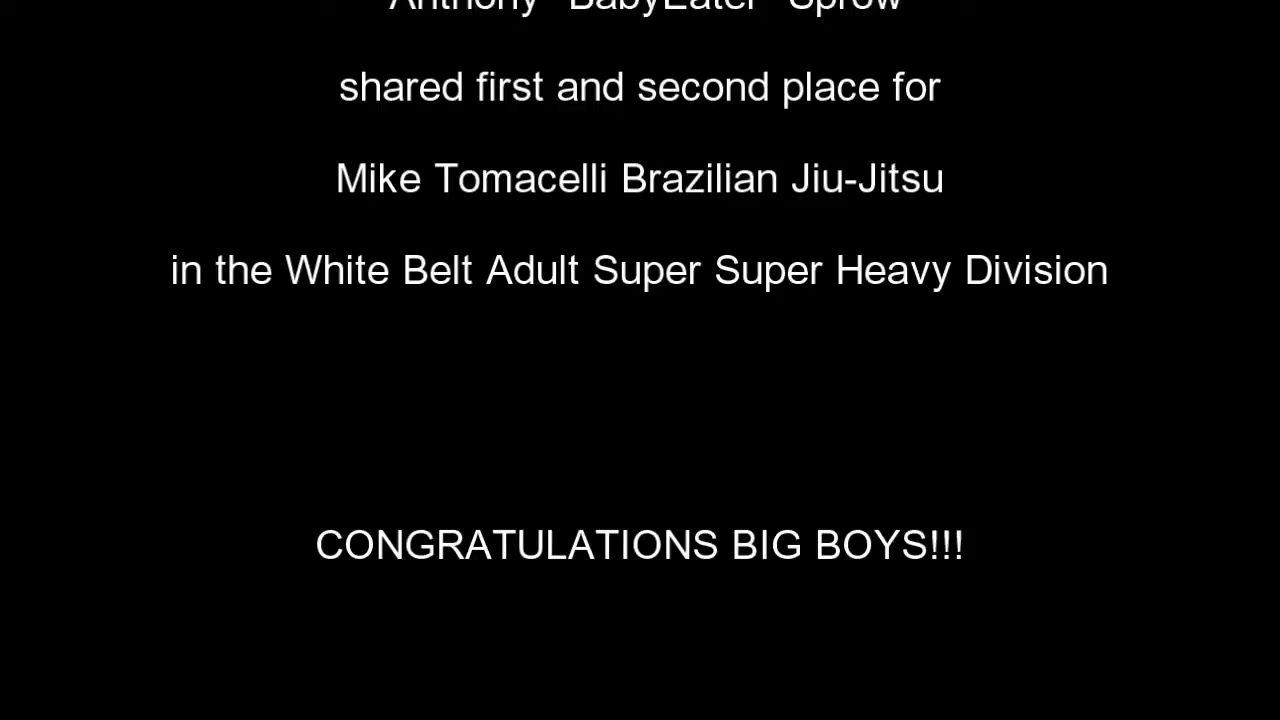 Anthony "BabyEater" Sprow
shared first and second place for
Mike Tomacelli Brazilian Jiu-Jitsu
in the White Belt Adult Super Super Heavy Division
CONGRATULATIONS BIG BOYS!!!